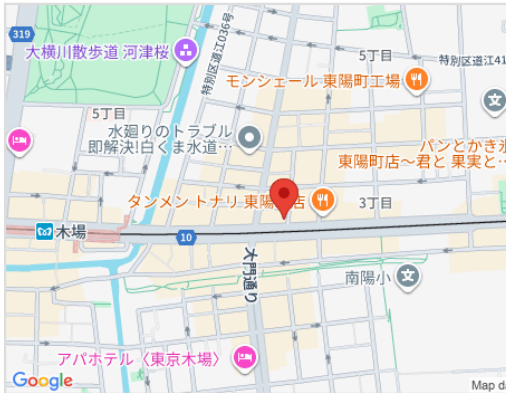 319
大横川散歩道 河津桜
特別区道江036号
5丁目
特別区道江41
モンシェール 東陽町工場
5丁目
水廻りのトラブル
即解決!白くま水道…
パンとかき氷
東陽町店〜君と 果実と…
タンメン トナリ 東陽
店
3丁目
木場
10
大門通り
南陽小
アパホテル〈東京木場〉
Google
Map da